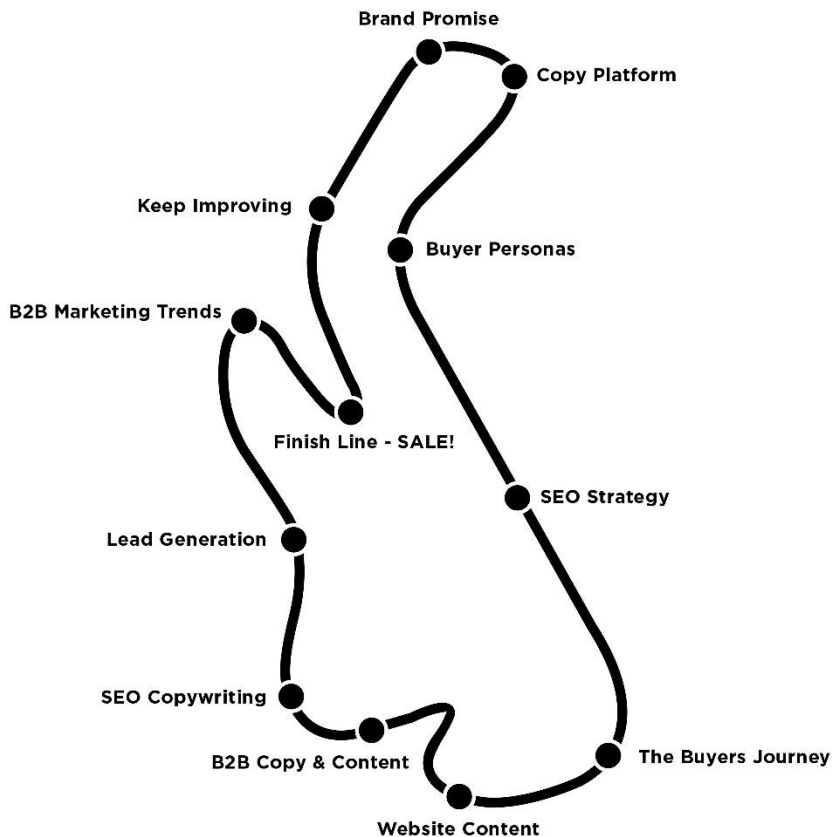 Brand Promise
Copy Platform
Keep Improving
Buyer Personas
B2B Marketing Trends
Finish Line - SALE!
SEO Strategy
Lead Generation
SEO Copywriting
B2B Copy & Content
The Buyers Journey
Website Content